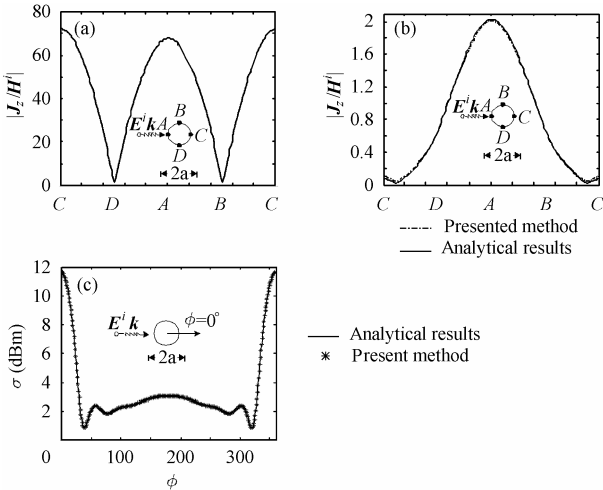 (a)
|Jz/Hi|
80
60
40
20
0
Ei k A
B
C
D
2a
C D A B C
(b)
|Jz/Hi|
2
1.6
1.2
0.8
0.4
0
Ei k A
B
C
D
2a
C D A B C
Presented method
Analytical results
(c)
σ (dBm)
12
10
8
6
4
2
Ei k
ϕ=0°
2a
0 100 200 300
ϕ
Analytical results
Present method